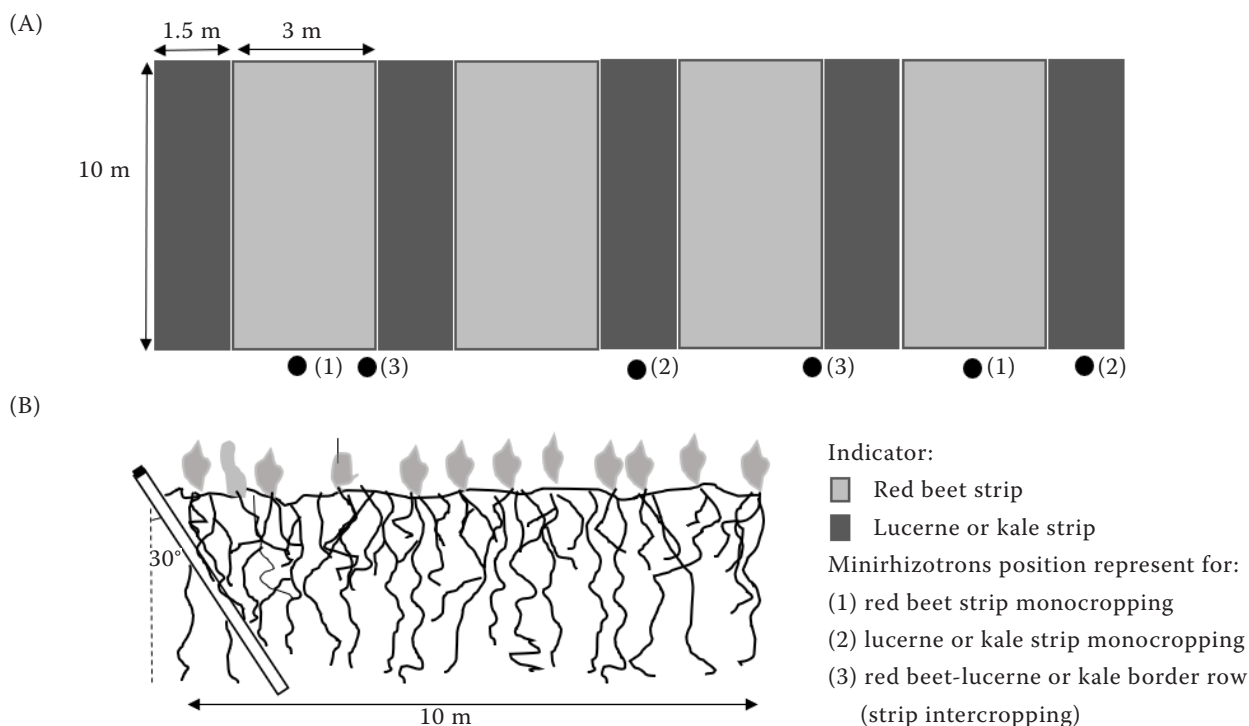 (A)
1.5 m
3 m
10 m
(1)
(3)
(2)
(3)
(1)
(2)
(B)
30°
10 m
Indicator:
Red beet strip
Lucerne or kale strip
Minirhizotrons position represent for:
(1) red beet strip monocropping
(2) lucerne or kale strip monocropping
(3) red beet-lucerne or kale border row
(strip intercropping)